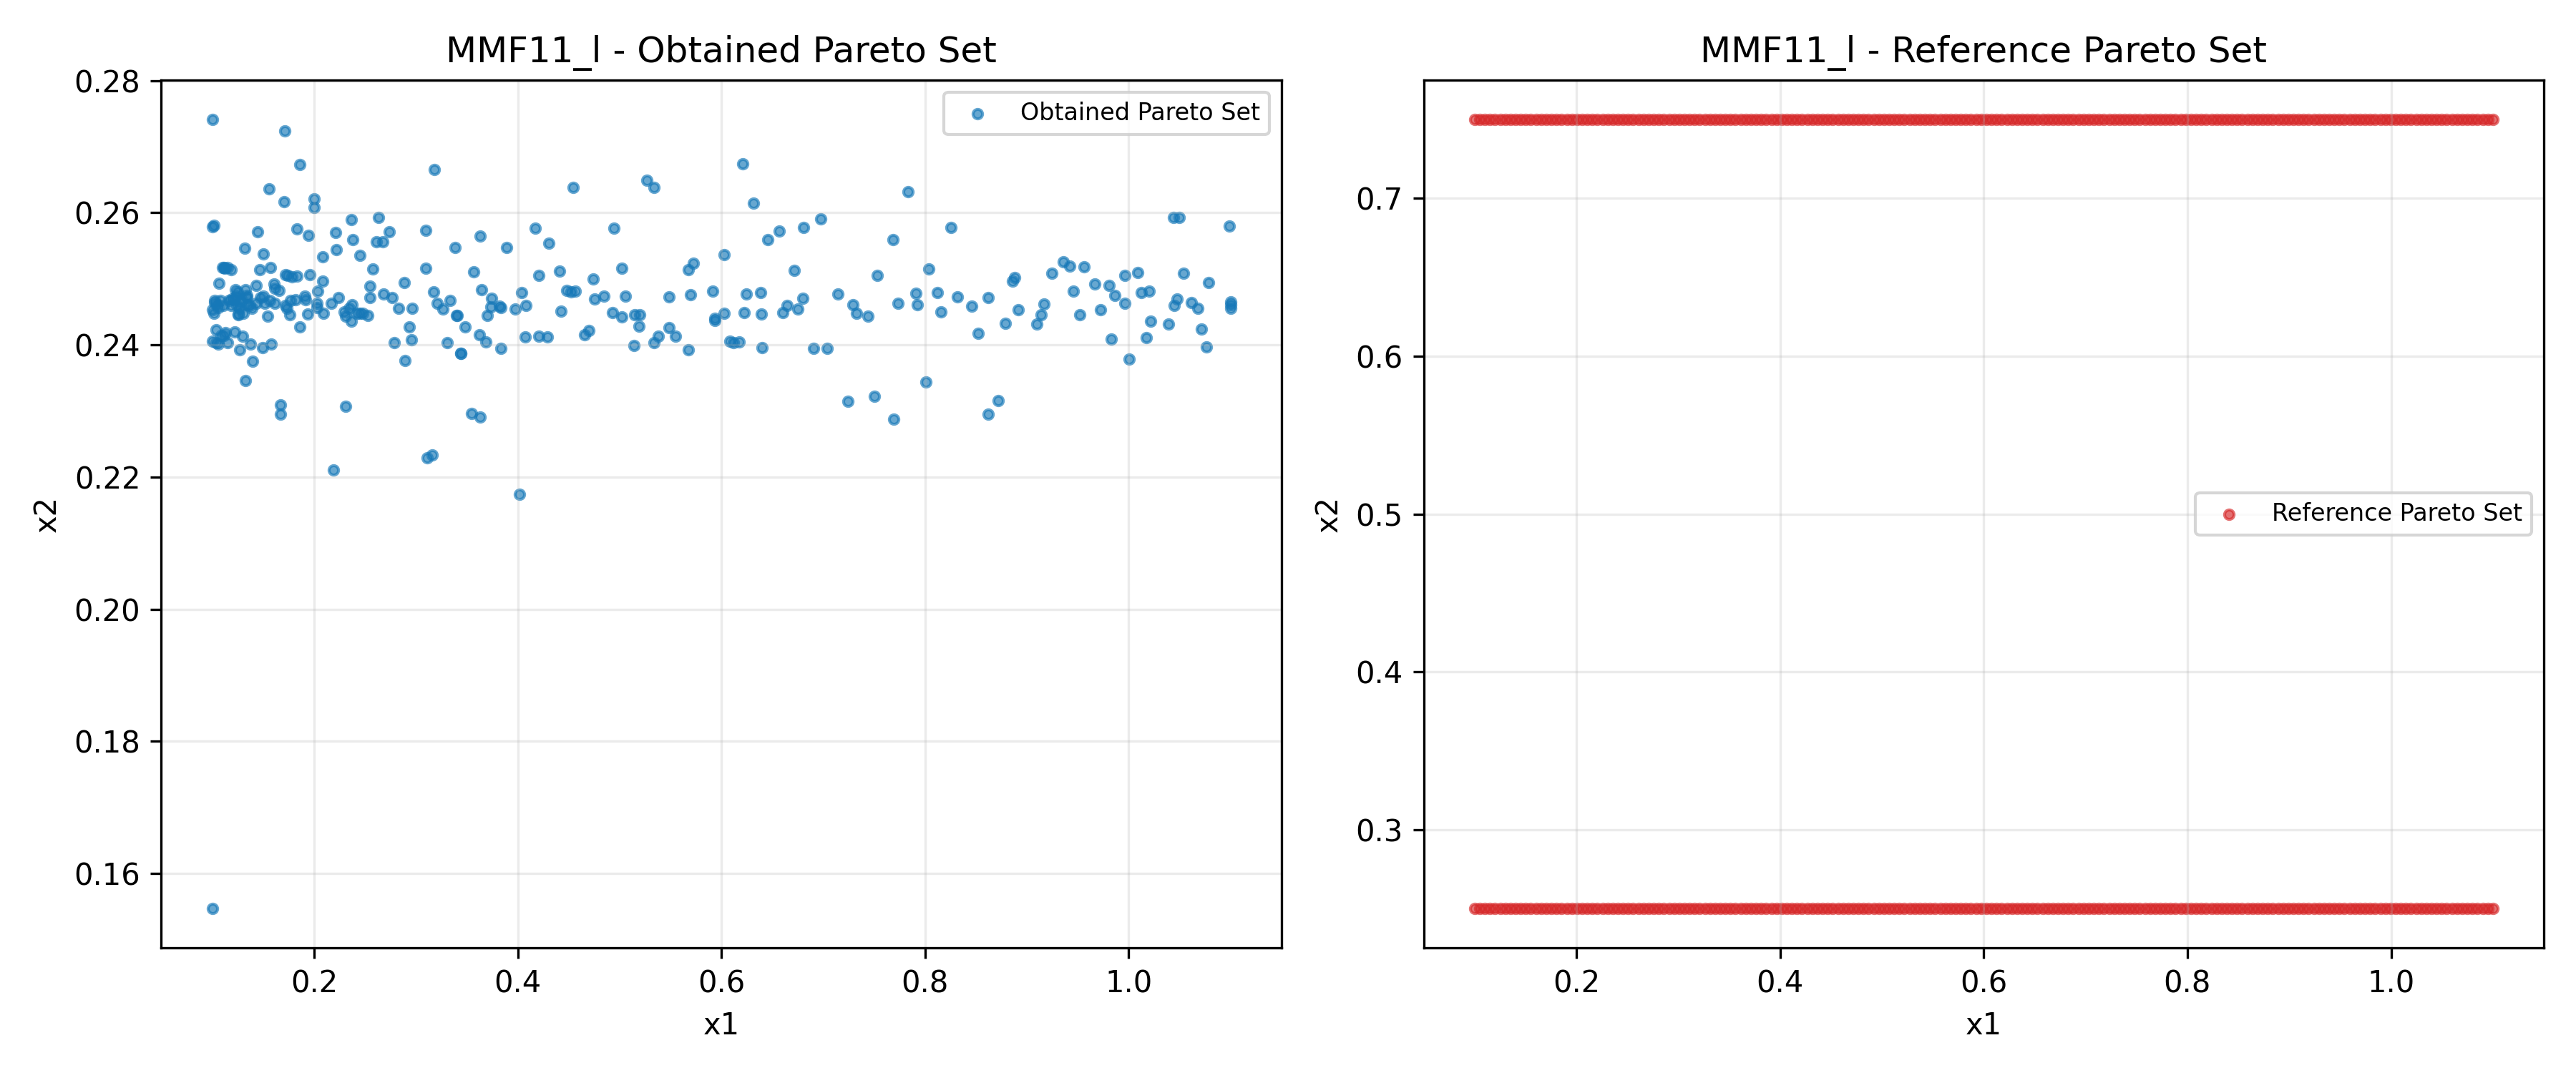 MMF11_l - Obtained Pareto Set
0.28
0.26
0.24
0.22
0.20
0.18
0.16
x2
Obtained Pareto Set
0.2 0.4 0.6 0.8 1.0
x1
MMF11_l - Reference Pareto Set
0.7
0.6
0.5
0.4
0.3
x2
Reference Pareto Set
0.2 0.4 0.6 0.8 1.0
x1